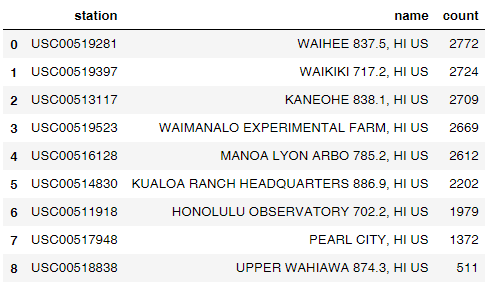 station name count
0 USC00519281 WAIHEE 837.5, HI US 2772
1 USC00519397 WAIKIKI 717.2, HI US 2724
2 USC00513117 KANEOHE 838.1, HI US 2709
3 USC00519523 WAIMANALO EXPERIMENTAL FARM, HI US 2669
4 USC00516128 MANOA LYON ARBO 785.2, HI US 2612
5 USC00514830 KUALOA RANCH HEADQUARTERS 886.9, HI US 2202
6 USC00511918 HONOLULU OBSERVATORY 702.2, HI US 1979
7 USC00517948 PEARL CITY, HI US 1372
8 USC00518838 UPPER WAHIAWA 874.3, HI US 511